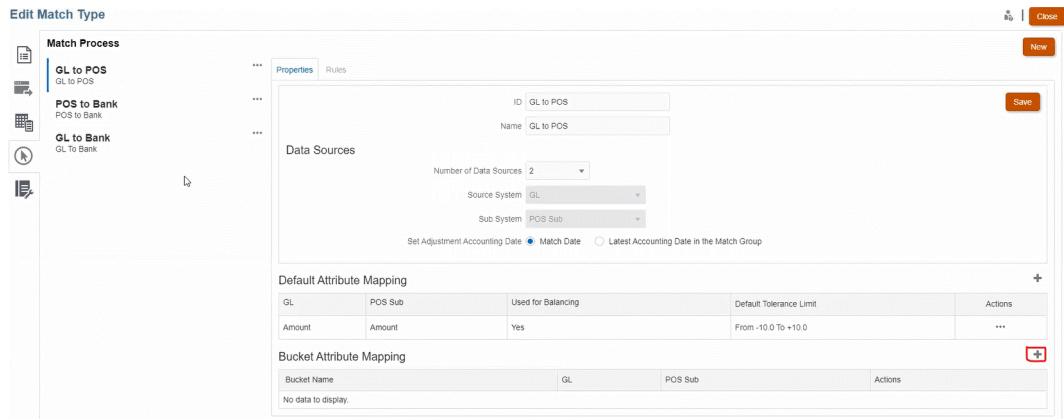 Edit Match Type
Close
Match Process
New
GL to POS
GL to POS
POS to Bank
POS to Bank
GL to Bank
GL To Bank
Properties Rules
ID GL to POS
Save
Name GL to POS
Data Sources
Number of Data Sources 2
Source System GL
Sub System POS Sub
Set Adjustment Accounting Date Match Date Latest Accounting Date in the Match Group
Default Attribute Mapping
GL POS Sub Used for Balancing Default Tolerance Limit Actions
Amount Amount Yes From -10.0 To +10.0
Bucket Attribute Mapping
Bucket Name GL POS Sub Actions
No data to display.